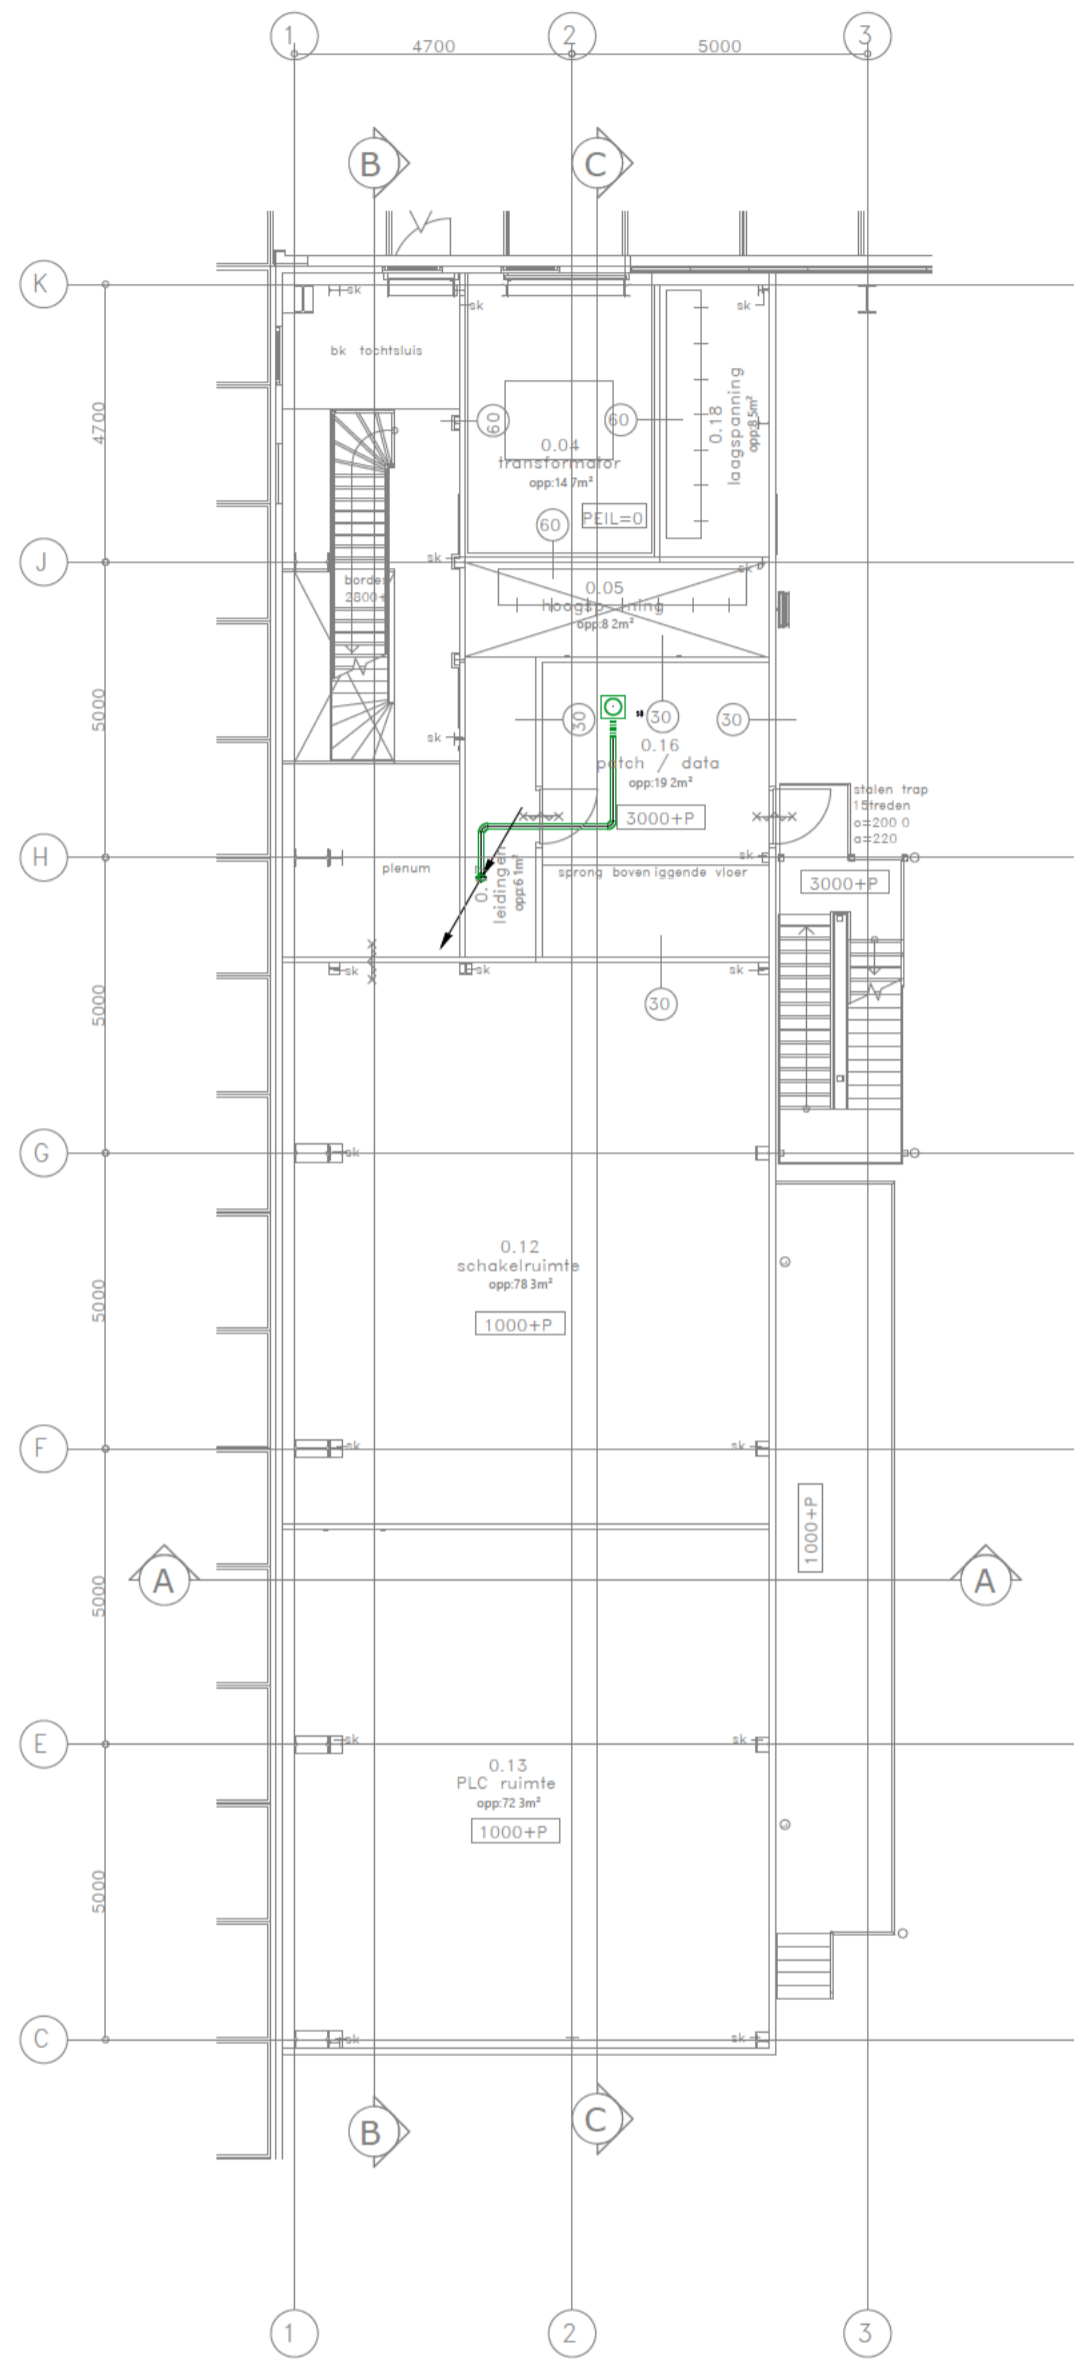 1
2
3
4700
5000
B
C
K
sk
sk
sk
bk tochtsluis
4700
60
60
0.04
transformator
opp:14 7m²
0.18
laagspanning
opp:8 5m²
60
PEIL=0
J
sk
sk
bordes
2800+
0.05
hoogspanning
opp:8 2m²
5000
30
30
30
sk
0.16
patch / data
opp:19 2m²
3000+P
stalen trap
15treden
o=200 0
a=220
H
sk
plenum
leidingen
opp:6 1m²
sprong boven iggende vloer
3000+P
sk
sk
sk
30
5000
G
sk
0.12
schakelruimte
opp:78 3m²
1000+P
5000
F
sk
sk
1000+P
A
A
5000
E
sk
sk
0.13
PLC ruimte
opp:72 3m²
1000+P
5000
C
sk
sk
B
C
1
2
3